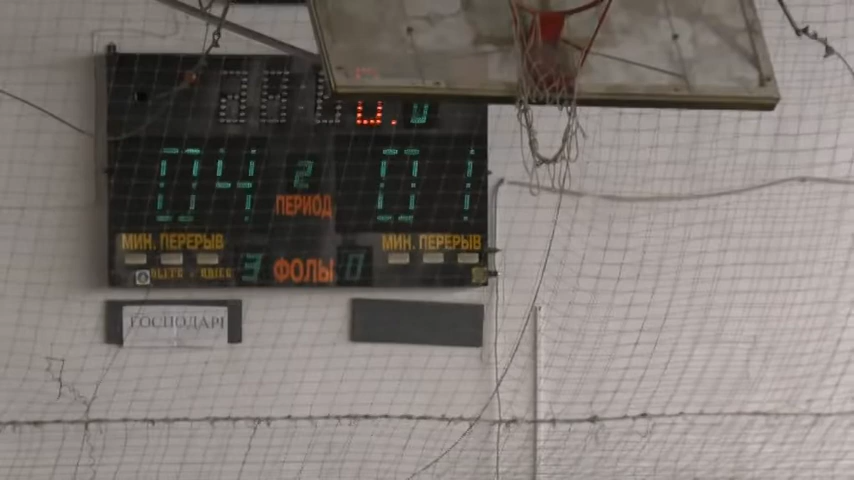 04 2 01
ПЕРИОД
МИН. ПЕРЕРЫВ МИН. ПЕРЕРЫВ
3 ФОЛЫ 0
ГОСПОДАРІ